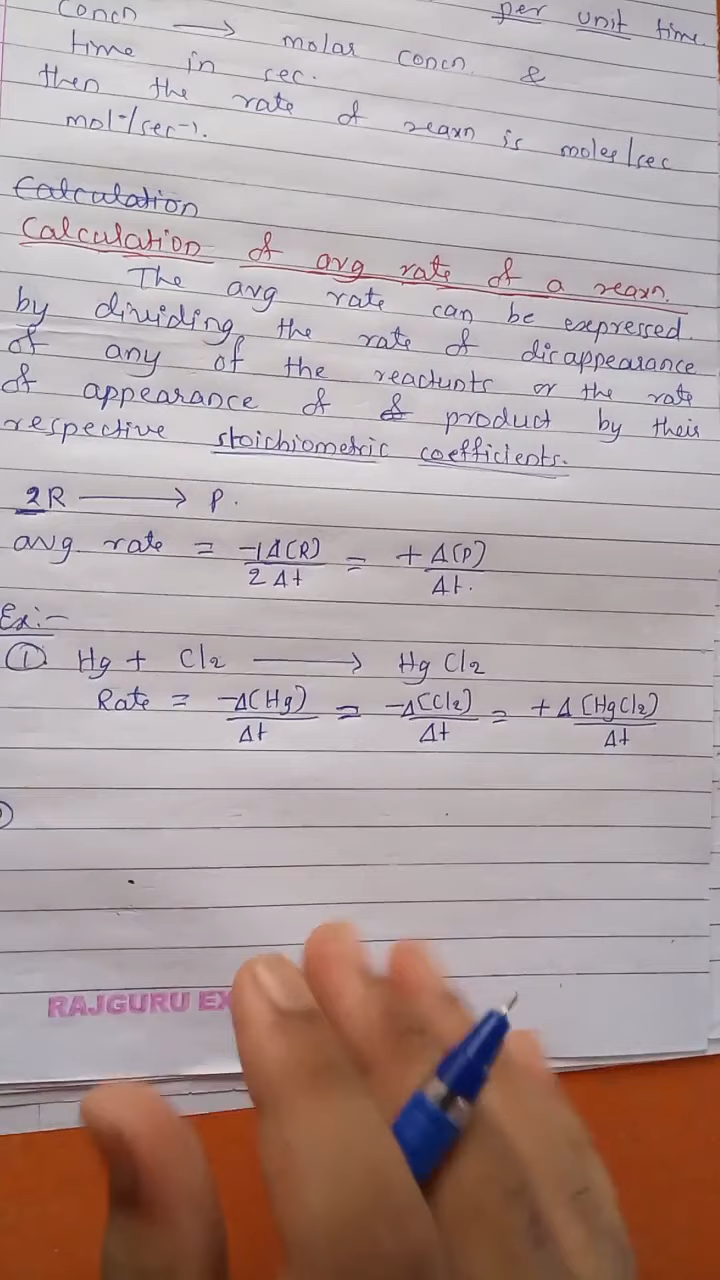 concn → molar concn & per unit time.
time in sec.
then the rate of reaxn is moles/sec
mol⁻/sec⁻¹.
Calculation
Calculation of avg rate of a reaxn.
The avg rate can be expressed
by dividing the rate of disappearance
of any of the reactants or the rate
of appearance of & product by their
respective stoichiometric coefficients.
2R → P.
avg rate = -1Δ(R)/2Δt = +Δ(P)/Δt.
Ex:-
① Hg + Cl2 → HgCl2
Rate = -Δ(Hg)/Δt = -Δ(Cl2)/Δt = +Δ(HgCl2)/Δt
RAJGURU EX